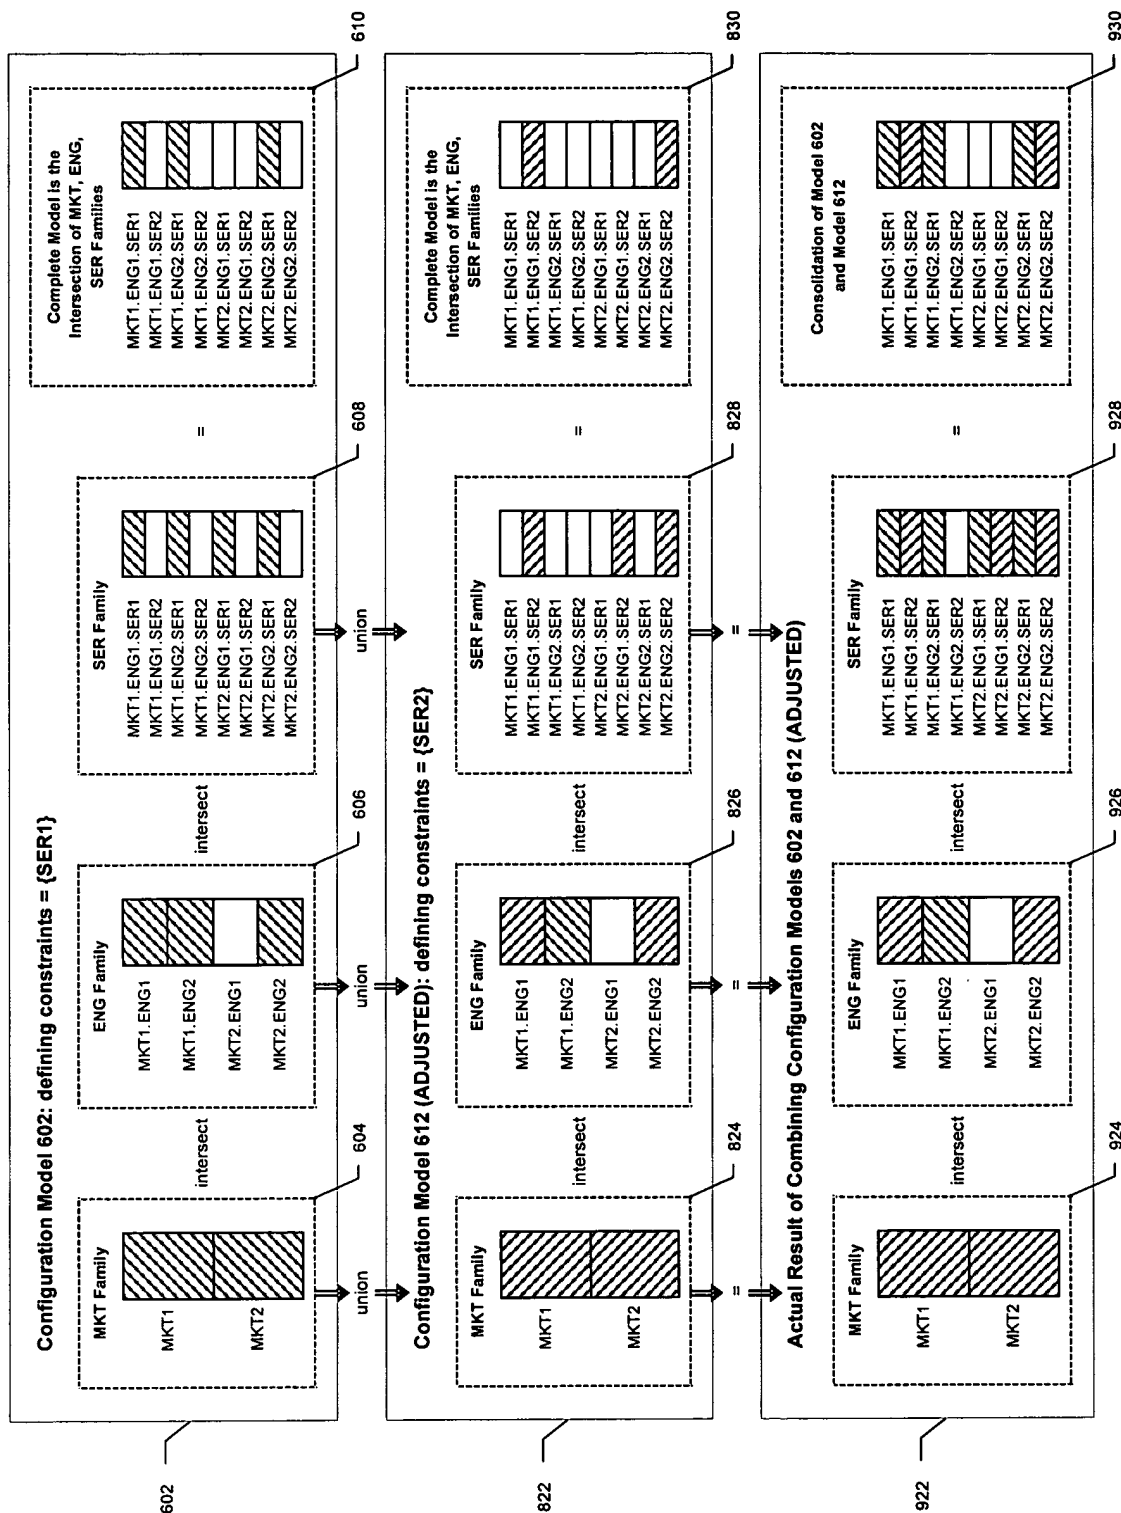 Configuration Model 602: defining constraints = {SER1}
602
MKT Family
MKT1
MKT2
604
intersect
ENG Family
MKT1.ENG1
MKT1.ENG2
MKT2.ENG1
MKT2.ENG2
606
intersect
SER Family
MKT1.ENG1.SER1
MKT1.ENG1.SER2
MKT1.ENG2.SER1
MKT1.ENG2.SER2
MKT2.ENG1.SER1
MKT2.ENG1.SER2
MKT2.ENG2.SER1
MKT2.ENG2.SER2
608
=
Complete Model is the
Intersection of MKT, ENG,
SER Families
MKT1.ENG1.SER1
MKT1.ENG1.SER2
MKT1.ENG2.SER1
MKT1.ENG2.SER2
MKT2.ENG1.SER1
MKT2.ENG1.SER2
MKT2.ENG2.SER1
MKT2.ENG2.SER2
610
union
union
union
Configuration Model 612 (ADJUSTED): defining constraints = {SER2}
822
MKT Family
MKT1
MKT2
824
intersect
ENG Family
MKT1.ENG1
MKT1.ENG2
MKT2.ENG1
MKT2.ENG2
826
intersect
SER Family
MKT1.ENG1.SER1
MKT1.ENG1.SER2
MKT1.ENG2.SER1
MKT1.ENG2.SER2
MKT2.ENG1.SER1
MKT2.ENG1.SER2
MKT2.ENG2.SER1
MKT2.ENG2.SER2
828
=
Complete Model is the
Intersection of MKT, ENG,
SER Families
MKT1.ENG1.SER1
MKT1.ENG1.SER2
MKT1.ENG2.SER1
MKT1.ENG2.SER2
MKT2.ENG1.SER1
MKT2.ENG1.SER2
MKT2.ENG2.SER1
MKT2.ENG2.SER2
830
=
=
=
Actual Result of Combining Configuration Models 602 and 612 (ADJUSTED)
922
MKT Family
MKT1
MKT2
924
intersect
ENG Family
MKT1.ENG1
MKT1.ENG2
MKT2.ENG1
MKT2.ENG2
926
intersect
SER Family
MKT1.ENG1.SER1
MKT1.ENG1.SER2
MKT1.ENG2.SER1
MKT1.ENG2.SER2
MKT2.ENG1.SER1
MKT2.ENG1.SER2
MKT2.ENG2.SER1
MKT2.ENG2.SER2
928
=
Consolidation of Model 602
and Model 612
MKT1.ENG1.SER1
MKT1.ENG1.SER2
MKT1.ENG2.SER1
MKT1.ENG2.SER2
MKT2.ENG1.SER1
MKT2.ENG1.SER2
MKT2.ENG2.SER1
MKT2.ENG2.SER2
930